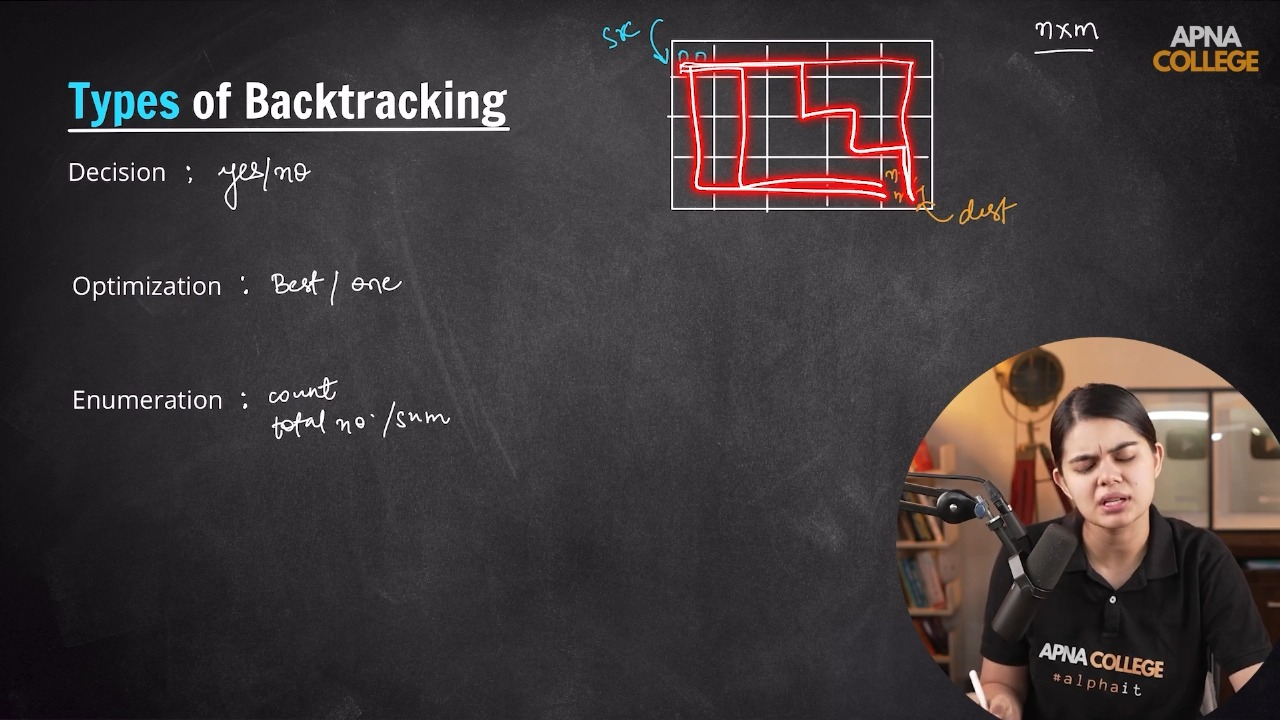 src
n×m
APNA
COLLEGE
Types of Backtracking
0,0
Decision ; yes/no
dest
Optimization : Best / one
Enumeration : count
total no. /sum
APNA COLLEGE
#alphait